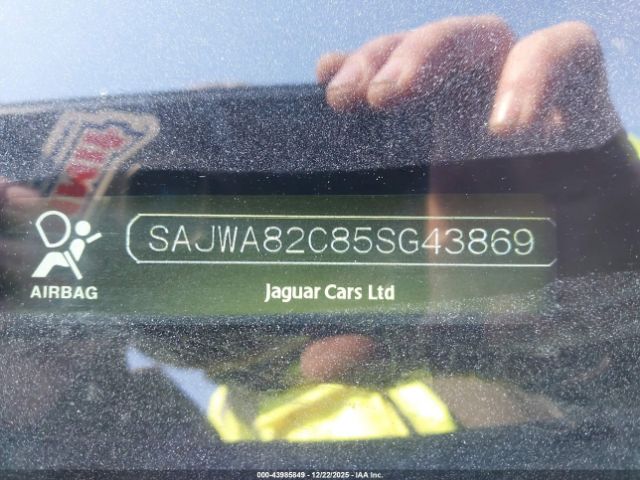 SAJWA82C85SG43869
AIRBAG
Jaguar Cars Ltd
000-43985849 - 12/22/2025 - IAA Inc.